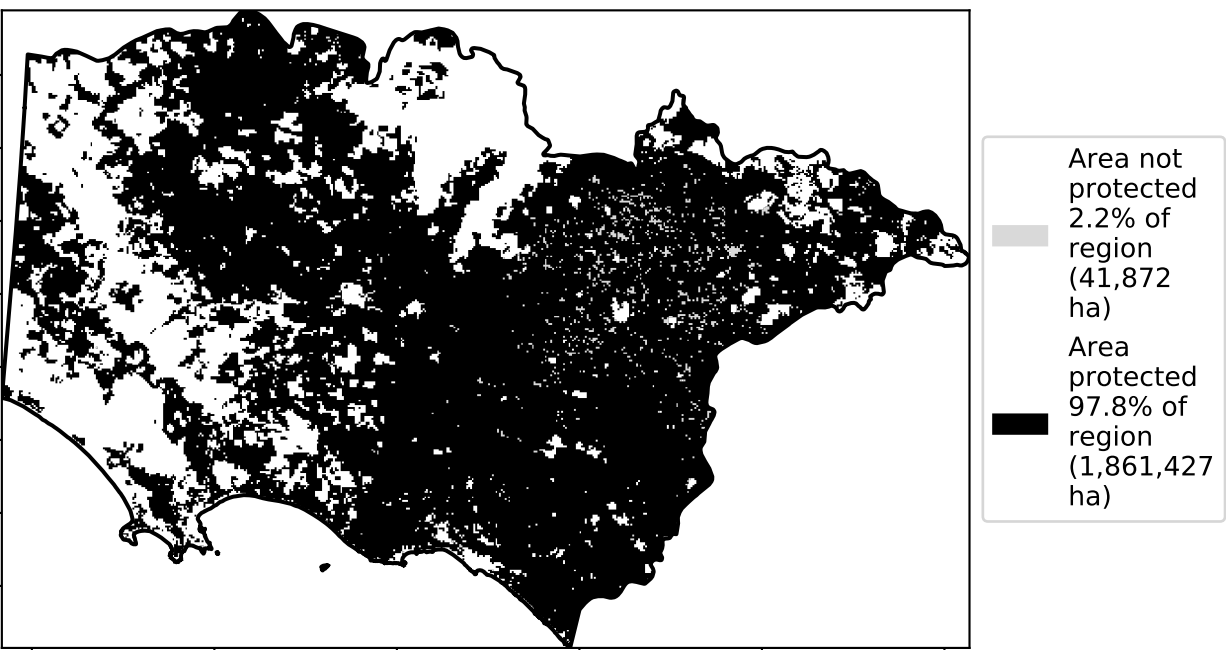 Area not
protected
2.2% of
region
(41,872
ha)
Area
protected
97.8% of
region
(1,861,427
ha)